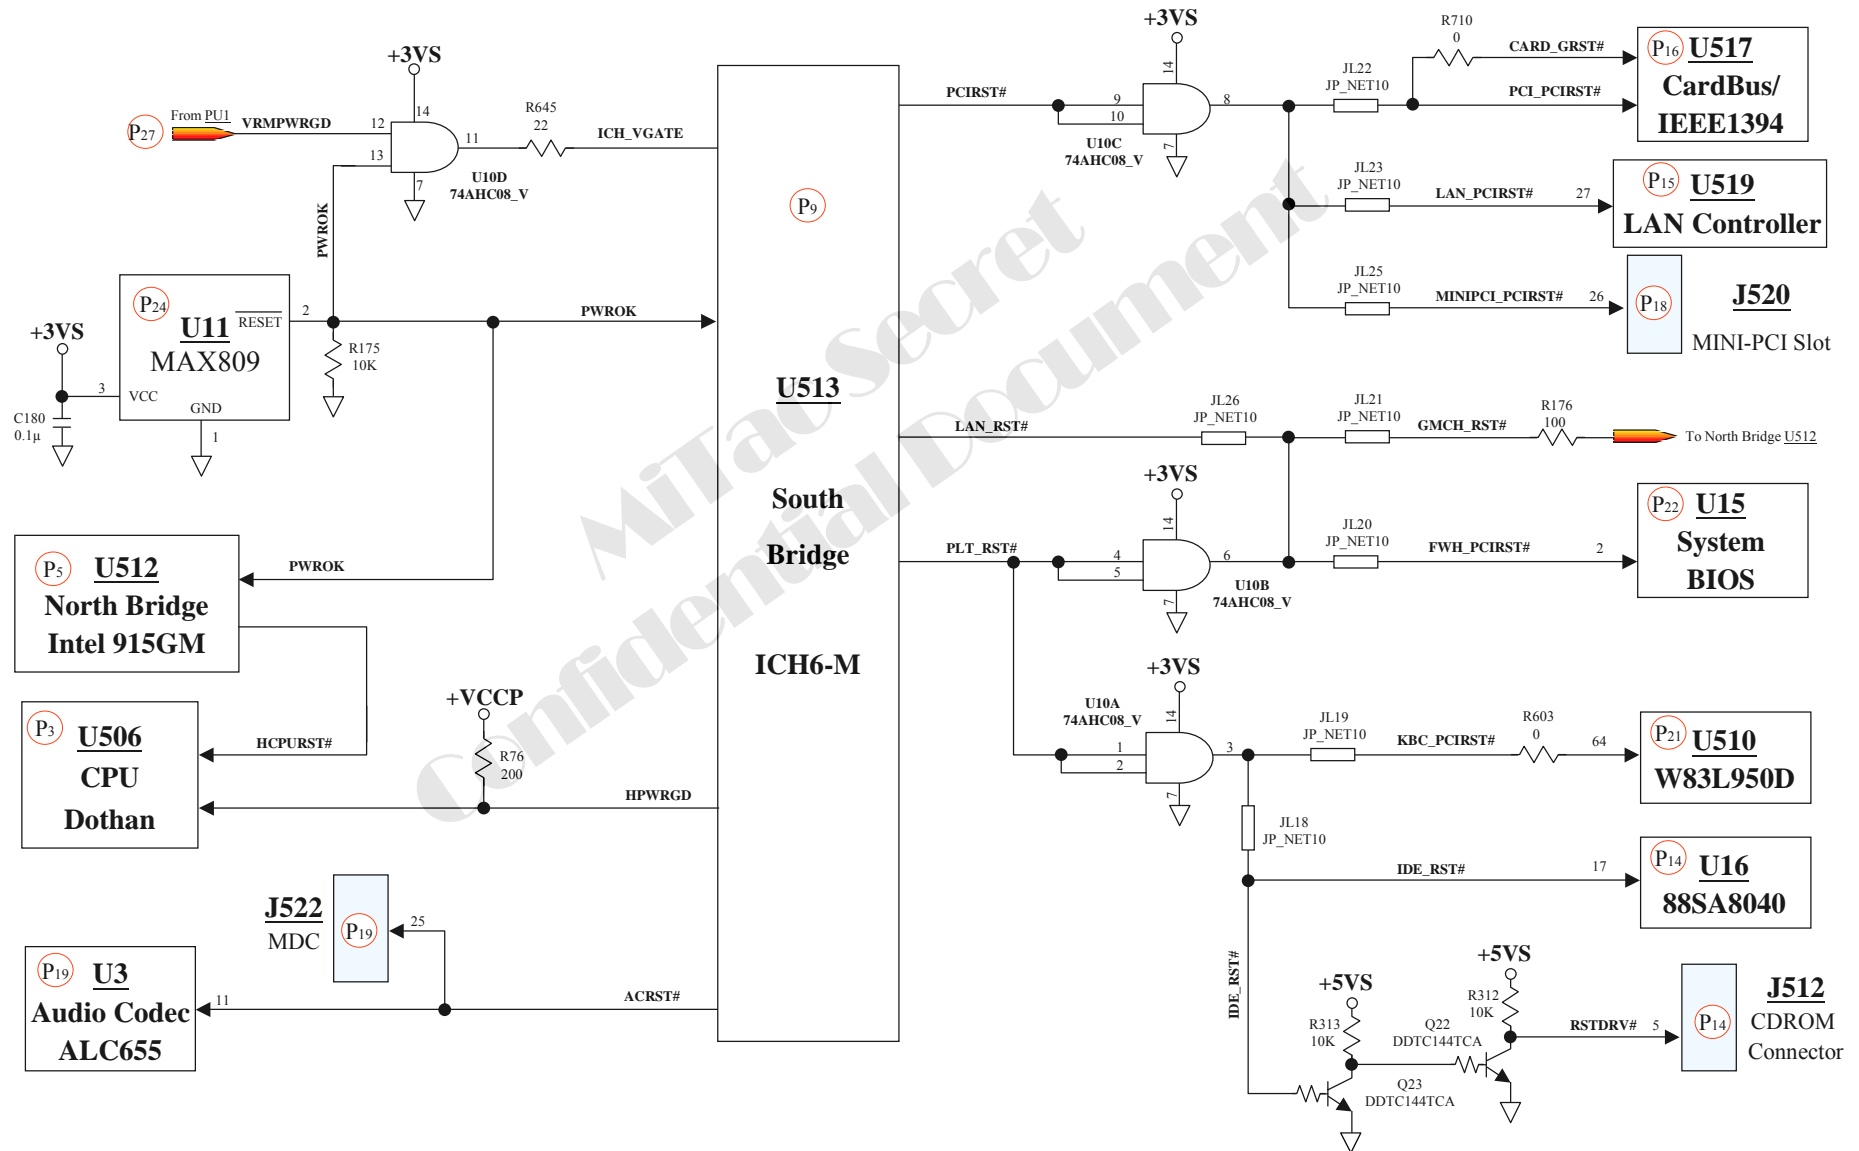 +3VS
From PU1
P27
VRMPWRGD
12
13
14
11
7
U10D
74AHC08_V
R645
22
ICH_VGATE
PWROK
P24
U11
RESET
MAX809
VCC
GND
2
3
1
+3VS
C180
0.1µ
R175
10K
PWROK
P5
U512
North Bridge
Intel 915GM
PWROK
P3
U506
CPU
Dothan
HCPURST#
+VCCP
R76
200
HPWRGD
J522
MDC
P19
25
P19
U3
Audio Codec
ALC655
11
ACRST#
P9
U513
South
Bridge
ICH6-M
PCIRST#
+3VS
14
9
10
8
7
U10C
74AHC08_V
JL22
JP_NET10
R710
0
CARD_GRST#
PCI_PCIRST#
P16
U517
CardBus/
IEEE1394
JL23
JP_NET10
LAN_PCIRST#
27
P15
U519
LAN Controller
JL25
JP_NET10
MINIPCI_PCIRST#
26
P18
J520
MINI-PCI Slot
LAN_RST#
JL26
JP_NET10
JL21
JP_NET10
GMCH_RST#
R176
100
To North Bridge U512
PLT_RST#
+3VS
14
4
5
6
7
U10B
74AHC08_V
JL20
JP_NET10
FWH_PCIRST#
2
P22
U15
System
BIOS
+3VS
U10A
74AHC08_V
14
1
2
3
7
JL19
JP_NET10
KBC_PCIRST#
R603
0
64
P21
U510
W83L950D
JL18
JP_NET10
IDE_RST#
17
P14
U16
88SA8040
IDE_RST#
+5VS
R313
10K
Q23
DDTC144TCA
Q22
DDTC144TCA
+5VS
R312
10K
RSTDRV#
5
P14
J512
CDROM
Connector
MiTac Secret
Confidential Document